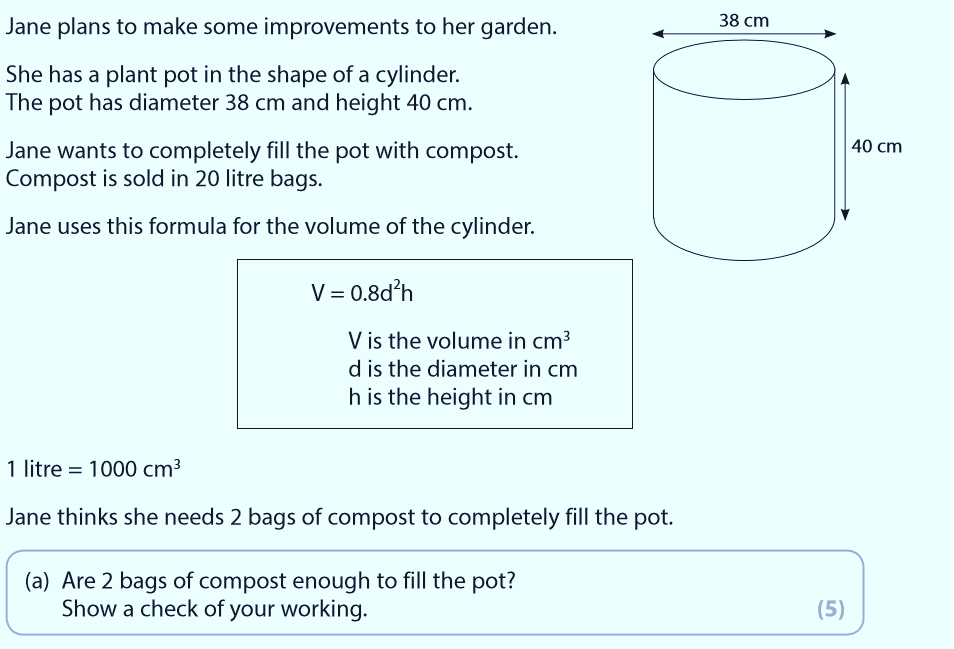 Jane plans to make some improvements to her garden.
38 cm
She has a plant pot in the shape of a cylinder.
The pot has diameter 38 cm and height 40 cm.
40 cm
Jane wants to completely fill the pot with compost.
Compost is sold in 20 litre bags.
Jane uses this formula for the volume of the cylinder.
V = 0.8d²h
V is the volume in cm³
d is the diameter in cm
h is the height in cm
1 litre = 1000 cm³
Jane thinks she needs 2 bags of compost to completely fill the pot.
(a) Are 2 bags of compost enough to fill the pot?
Show a check of your working.
(5)